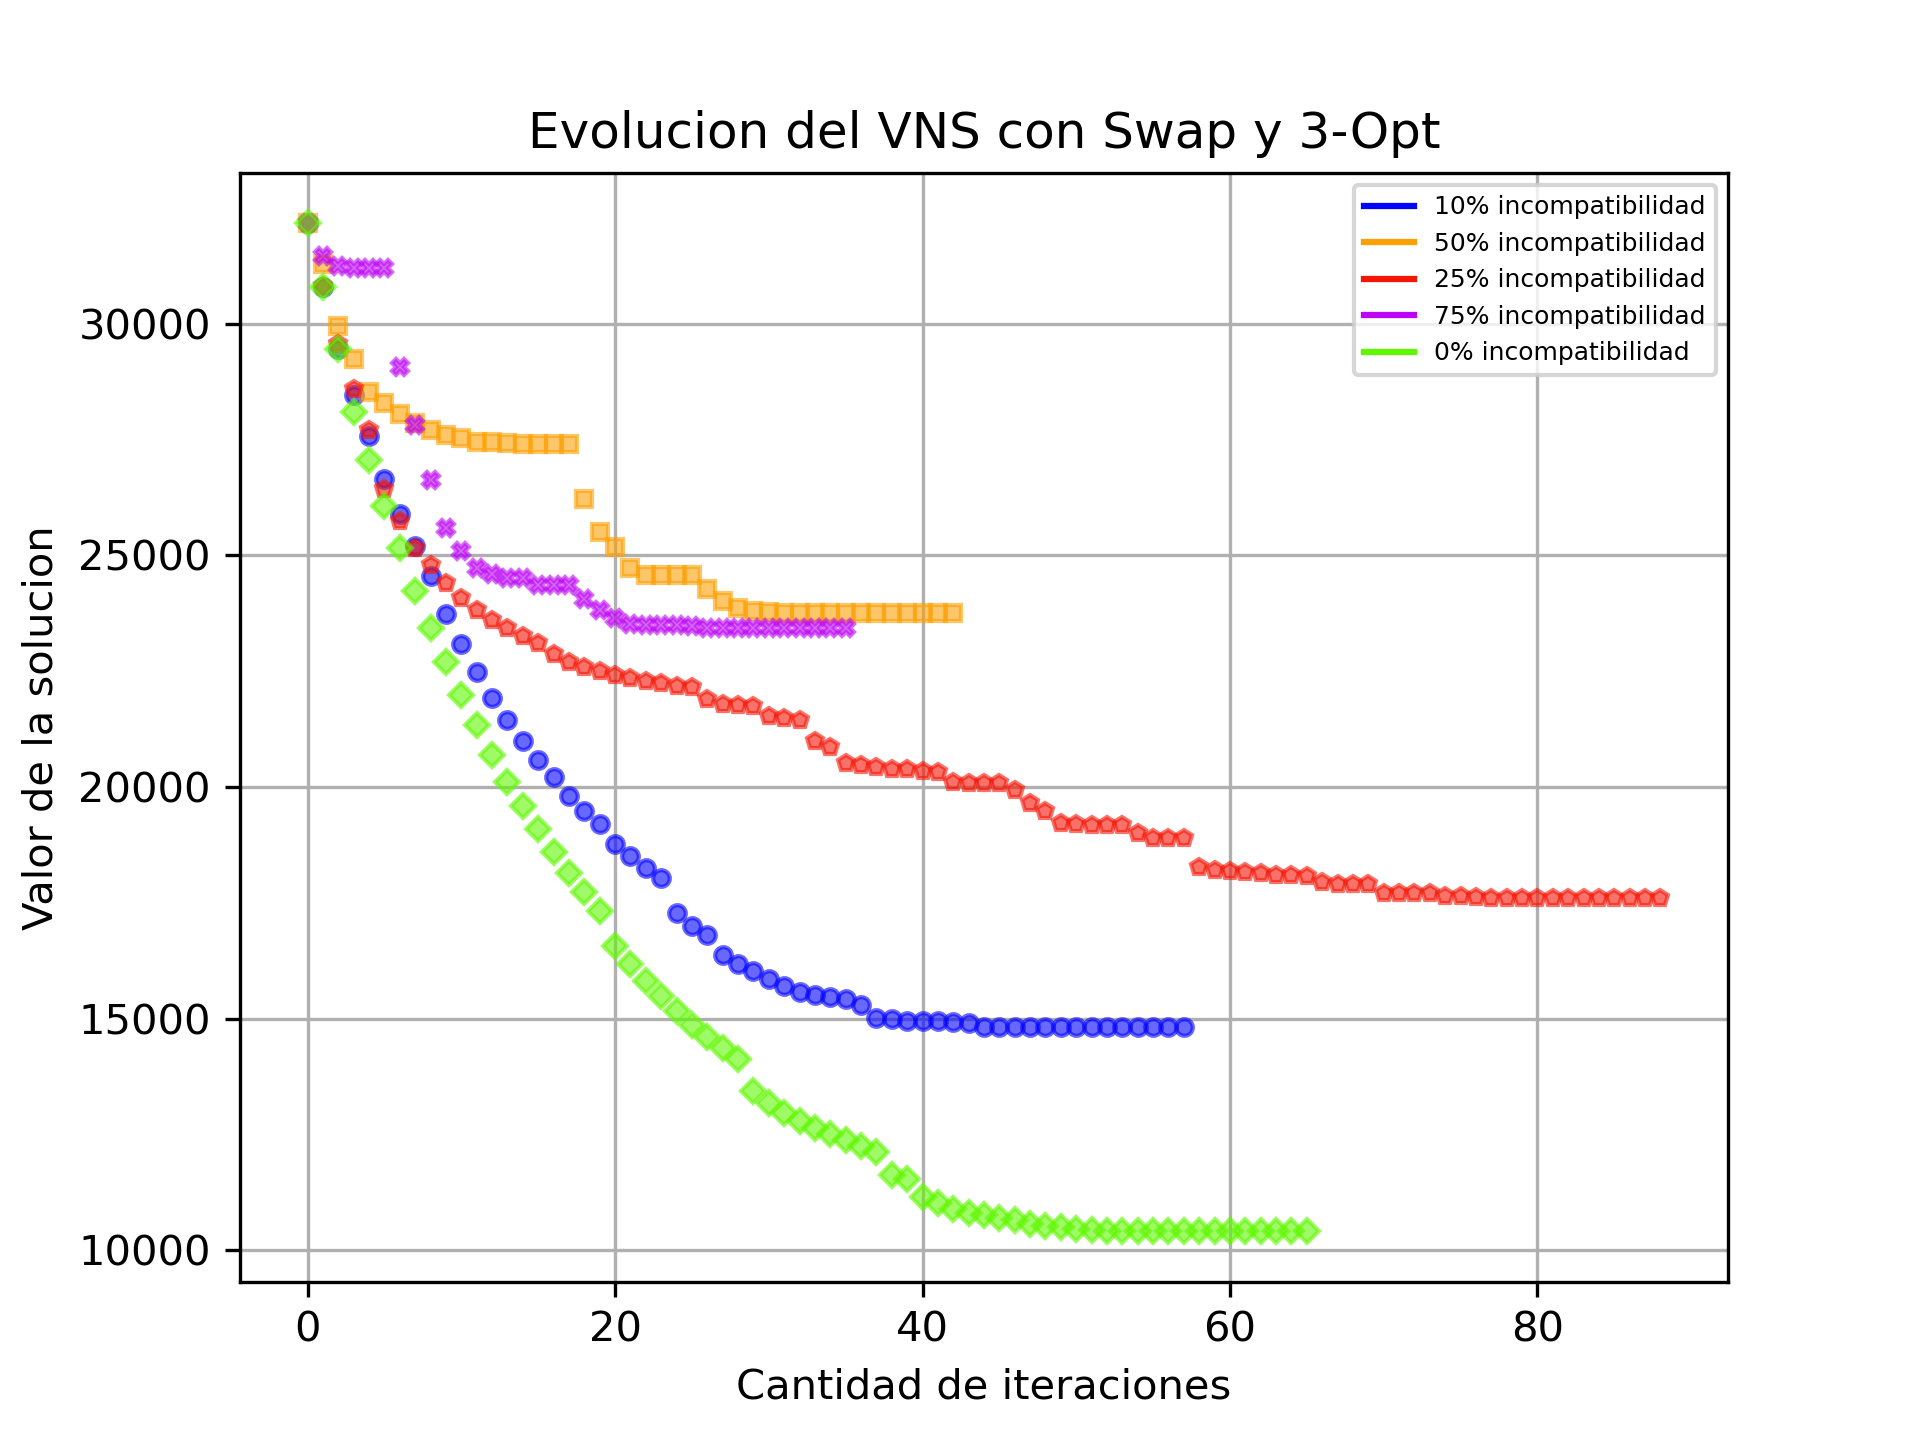 Evolucion del VNS con Swap y 3-Opt
10% incompatibilidad
50% incompatibilidad
25% incompatibilidad
75% incompatibilidad
0% incompatibilidad
Valor de la solucion
30000
25000
20000
15000
10000
0 20 40 60 80
Cantidad de iteraciones